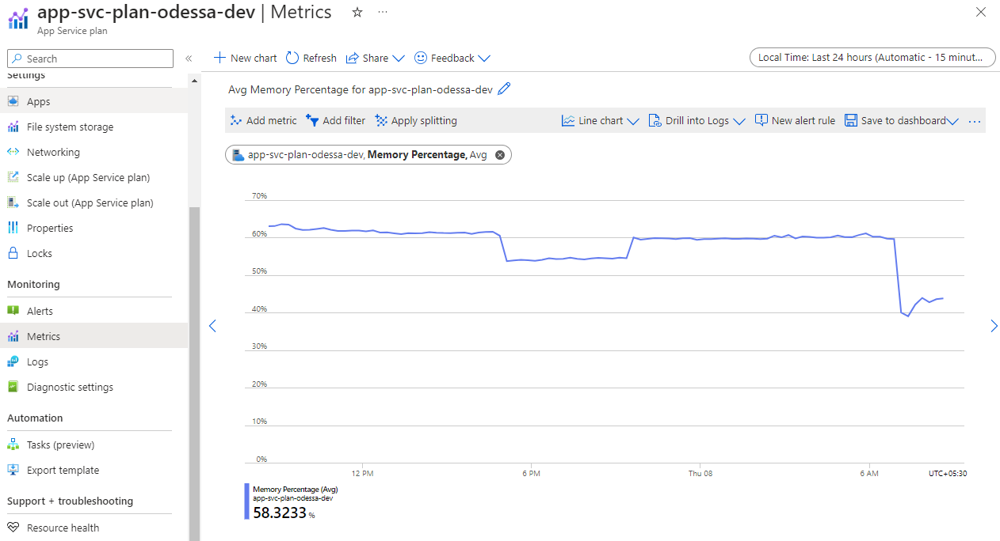 app-svc-plan-odessa-dev | Metrics
App Service plan
Search
Settings
Apps
File system storage
Networking
Scale up (App Service plan)
Scale out (App Service plan)
Properties
Locks
Monitoring
Alerts
Metrics
Logs
Diagnostic settings
Automation
Tasks (preview)
Export template
Support + troubleshooting
Resource health
New chart Refresh Share Feedback
Local Time: Last 24 hours (Automatic - 15 minut...
Avg Memory Percentage for app-svc-plan-odessa-dev
Add metric Add filter Apply splitting Line chart Drill into Logs New alert rule Save to dashboard ...
app-svc-plan-odessa-dev, Memory Percentage, Avg
70%
60%
50%
40%
30%
20%
10%
0%
12 PM 6 PM Thu 08 6 AM UTC+05:30
Memory Percentage (Avg)
app-svc-plan-odessa-dev
58.3233 %